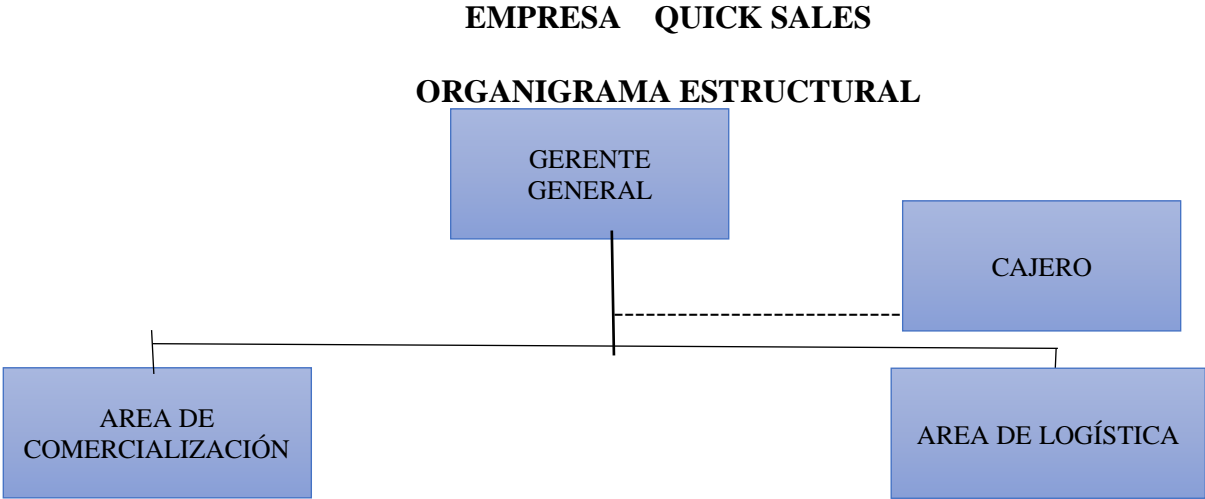 EMPRESA QUICK SALES
ORGANIGRAMA ESTRUCTURAL
GERENTE
GENERAL
CAJERO
AREA DE
COMERCIALIZACIÓN
AREA DE LOGÍSTICA